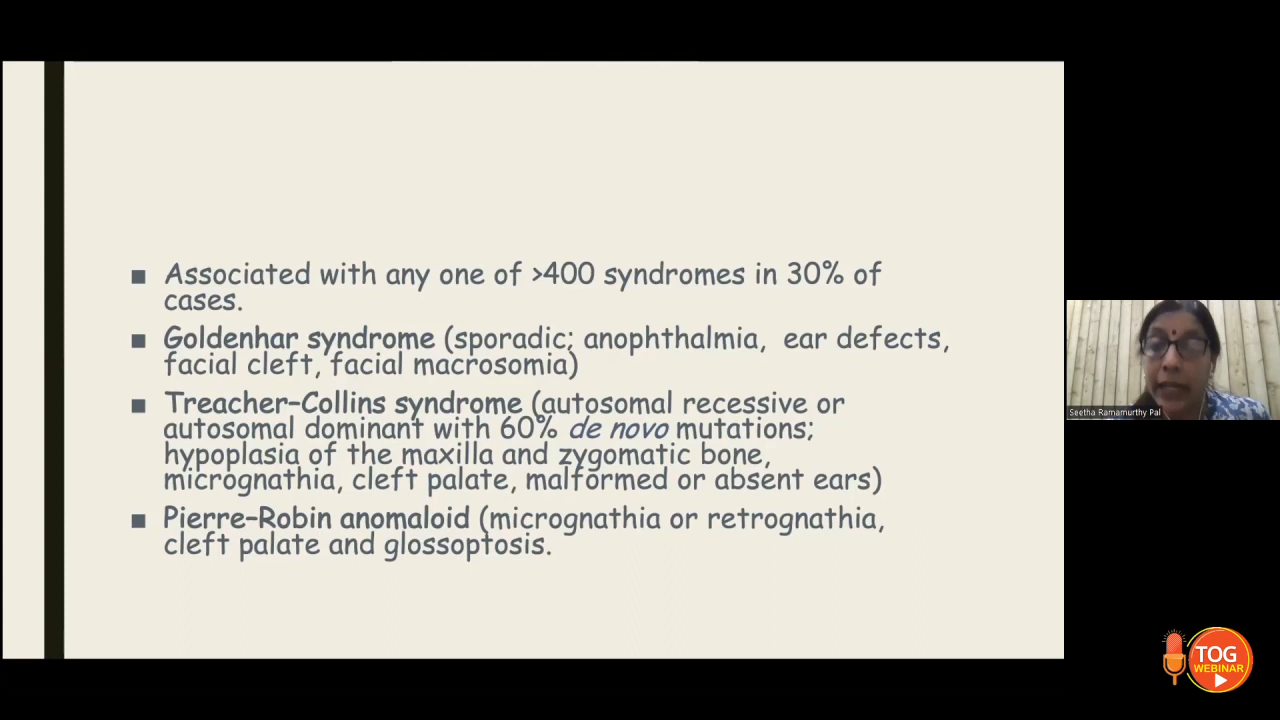 ▪ Associated with any one of >400 syndromes in 30% of
cases.
▪ Goldenhar syndrome (sporadic; anophthalmia, ear defects,
facial cleft, facial macrosomia)
▪ Treacher–Collins syndrome (autosomal recessive or
autosomal dominant with 60% de novo mutations;
hypoplasia of the maxilla and zygomatic bone,
micrognathia, cleft palate, malformed or absent ears)
▪ Pierre–Robin anomaloid (micrognathia or retrognathia,
cleft palate and glossoptosis.
Seetha Ramamurthy Pal
TOG
WEBINAR